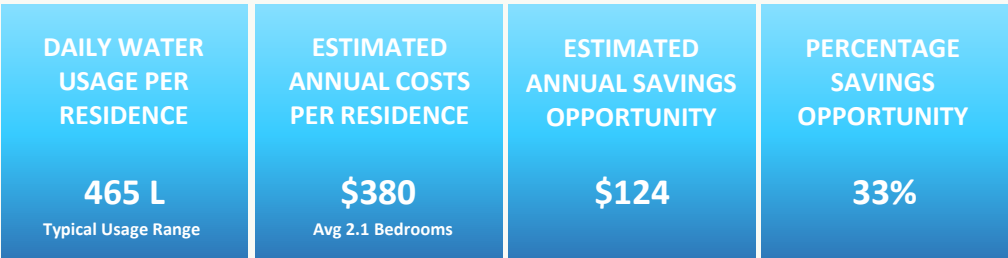 DAILY WATER
USAGE PER
RESIDENCE
465 L
Typical Usage Range
ESTIMATED
ANNUAL COSTS
PER RESIDENCE
$380
Avg 2.1 Bedrooms
ESTIMATED
ANNUAL SAVINGS
OPPORTUNITY
$124
PERCENTAGE
SAVINGS
OPPORTUNITY
33%